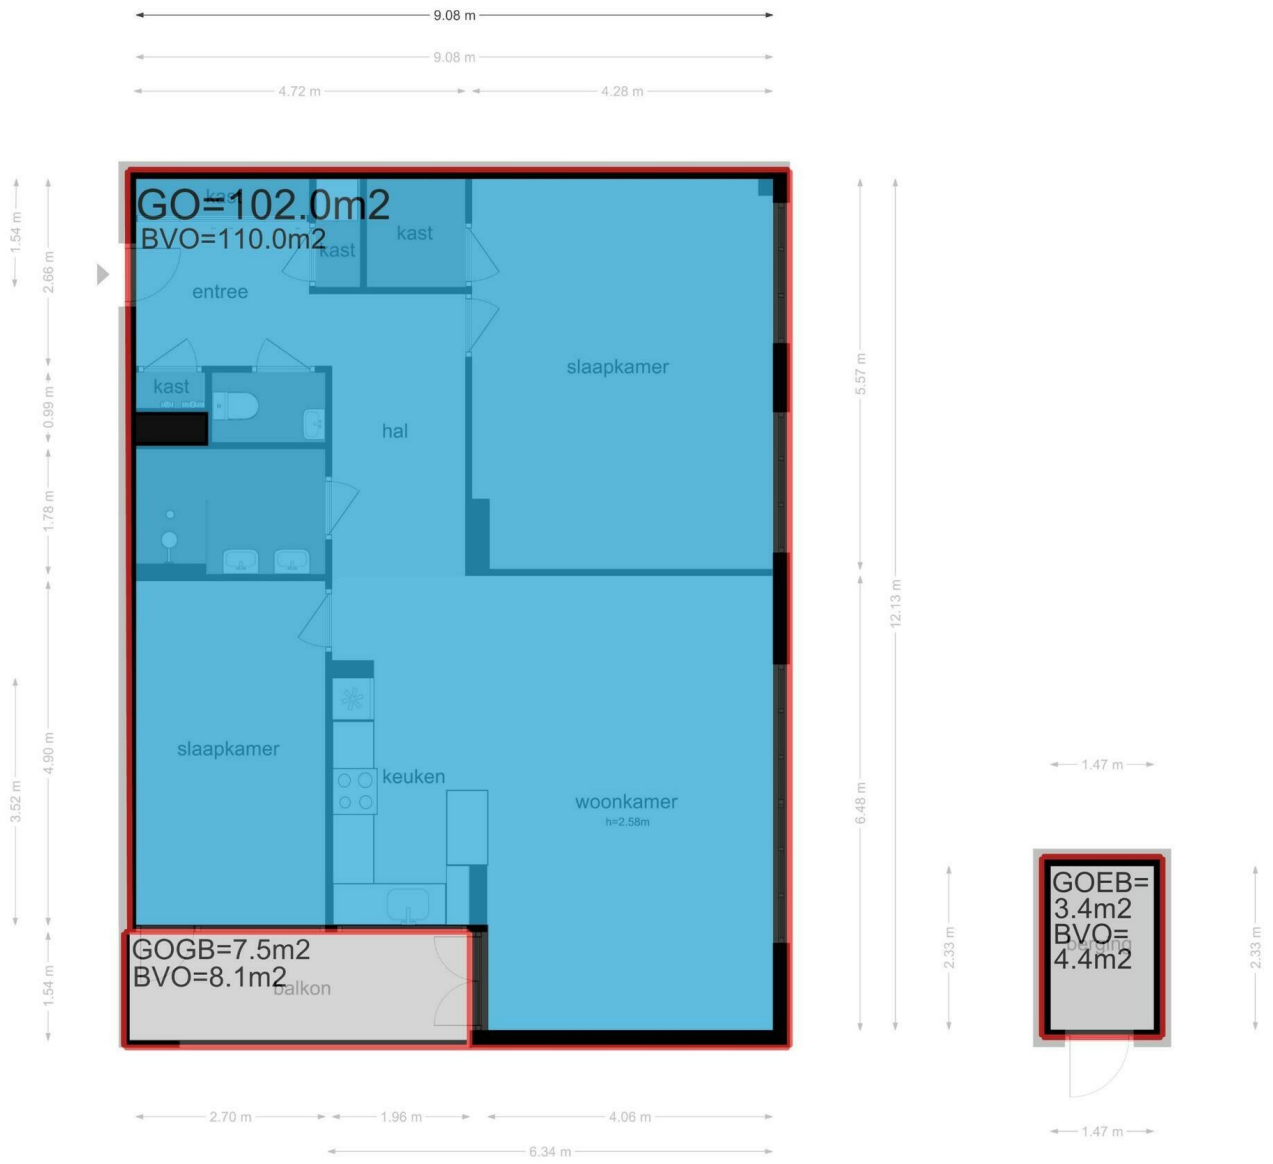 9.08 m
9.08 m
4.72 m
4.28 m
1.54 m
2.66 m
0.99 m
1.78 m
4.90 m
3.52 m
1.54 m
kast
GO=102.0m2
BVO=110.0m2
kast
kast
entree
slaapkamer
kast
hal
slaapkamer
keuken
woonkamer
h=2.58m
GOGB=7.5m2
BVO=8.1m2
balkon
5.57 m
12.13 m
6.48 m
2.70 m
1.96 m
4.06 m
6.34 m
1.47 m
2.33 m
GOEB=
3.4m2
BVO=
berging
4.4m2
2.33 m
1.47 m